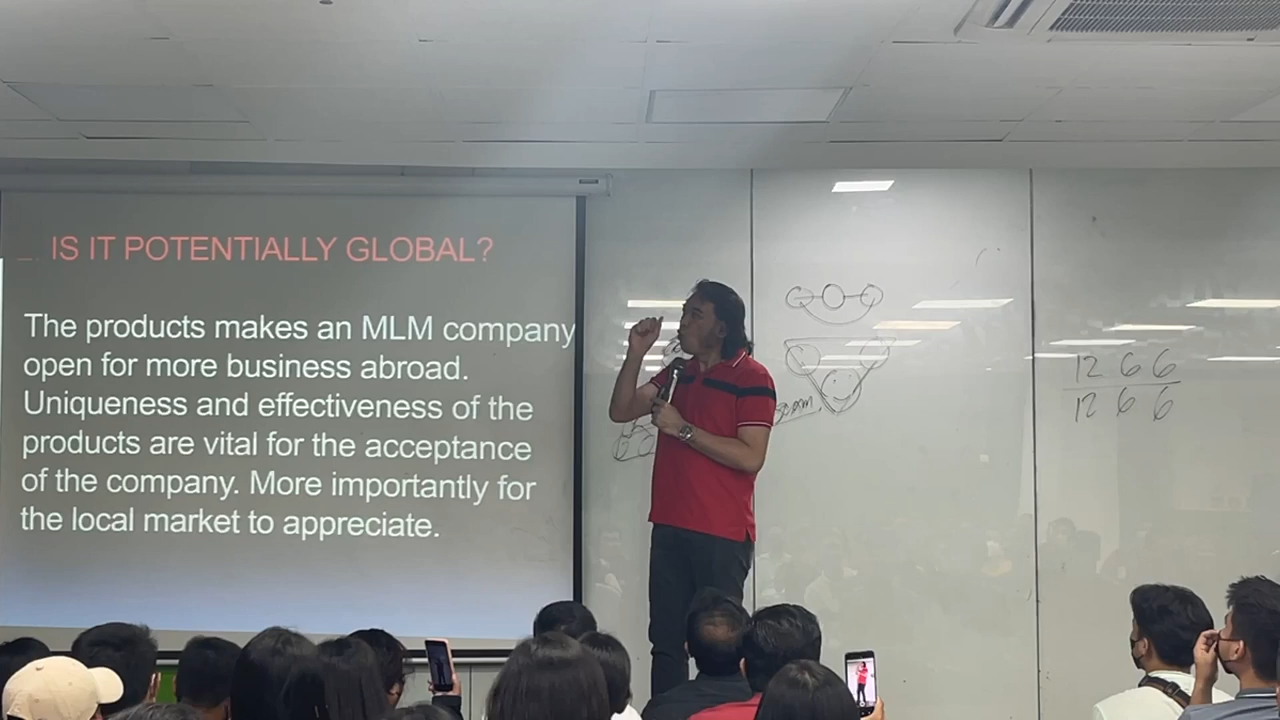 IS IT POTENTIALLY GLOBAL?
The products makes an MLM company
open for more business abroad.
Uniqueness and effectiveness of the
products are vital for the acceptance
of the company. More importantly for
the local market to appreciate.
12 6 6
12 6 6